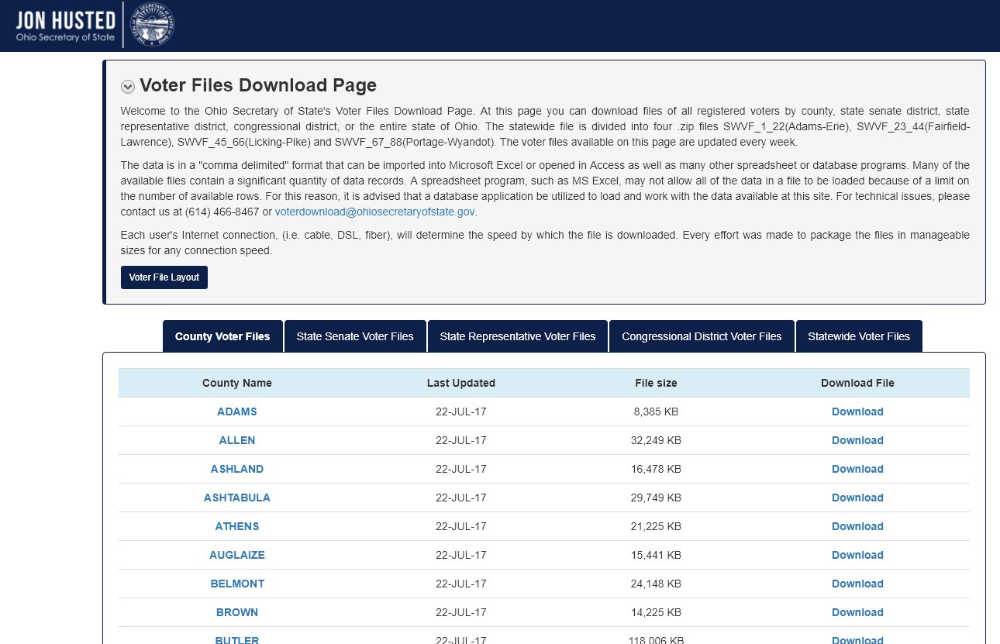 JON HUSTED
Ohio Secretary of State
Voter Files Download Page
Welcome to the Ohio Secretary of State's Voter Files Download Page. At this page you can download files of all registered voters by county, state senate district, state
representative district, congressional district, or the entire state of Ohio. The statewide file is divided into four .zip files SWVF_1_22(Adams-Erie), SWVF_23_44(Fairfield-
Lawrence), SWVF_45_66(Licking-Pike) and SWVF_67_88(Portage-Wyandot). The voter files available on this page are updated every week.
The data is in a "comma delimited" format that can be imported into Microsoft Excel or opened in Access as well as many other spreadsheet or database programs. Many of the
available files contain a significant quantity of data records. A spreadsheet program, such as MS Excel, may not allow all of the data in a file to be loaded because of a limit on
the number of available rows. For this reason, it is advised that a database application be utilized to load and work with the data available at this site. For technical issues, please
contact us at (614) 466-8467 or voterdownload@ohiosecretaryofstate.gov.
Each user's Internet connection, (i.e. cable, DSL, fiber), will determine the speed by which the file is downloaded. Every effort was made to package the files in manageable
sizes for any connection speed.
Voter File Layout
County Voter Files State Senate Voter Files State Representative Voter Files Congressional District Voter Files Statewide Voter Files
County Name Last Updated File size Download File
ADAMS 22-JUL-17 8,385 KB Download
ALLEN 22-JUL-17 32,249 KB Download
ASHLAND 22-JUL-17 16,478 KB Download
ASHTABULA 22-JUL-17 29,749 KB Download
ATHENS 22-JUL-17 21,225 KB Download
AUGLAIZE 22-JUL-17 15,441 KB Download
BELMONT 22-JUL-17 24,148 KB Download
BROWN 22-JUL-17 14,225 KB Download
BUTLER 22-JUL-17 118,006 KB Download